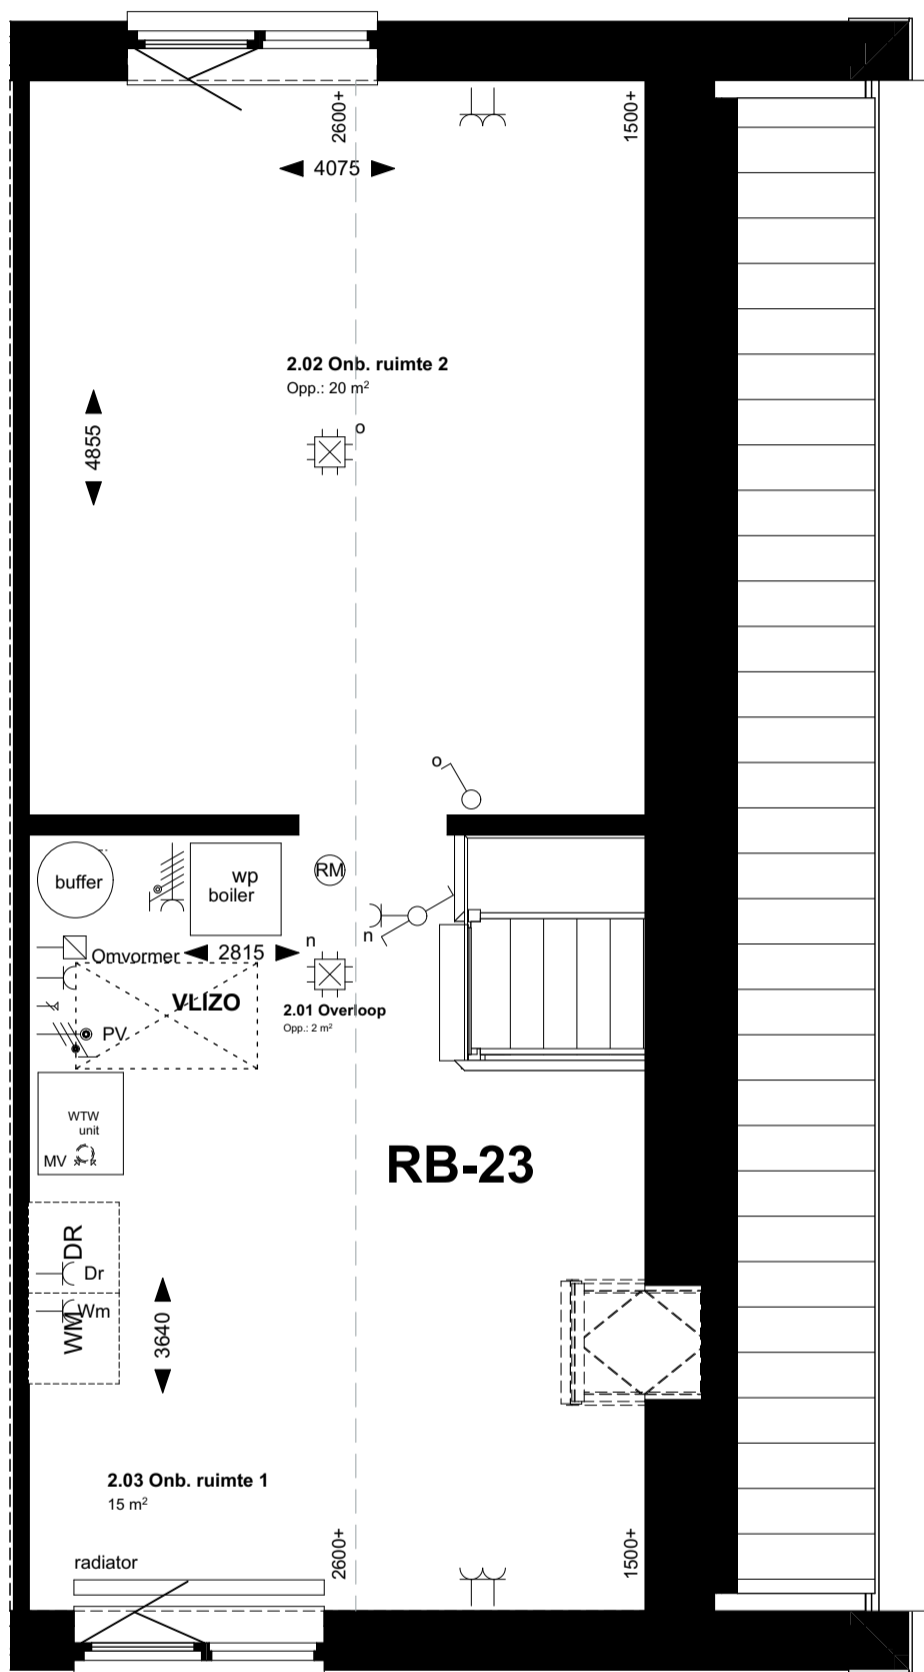 2600+
1500+
4075
2.02 Onb. ruimte 2
Opp.: 20 m²
4855
o
o
buffer
wp
boiler
RM
n
n
Omvormer
2815
VLIZO
2.01 Overloop
Opp.: 2 m²
PV
WTW
unit
MV
RB-23
DR
Dr
Wm
WM
3640
2.03 Onb. ruimte 1
15 m²
2600+
1500+
radiator